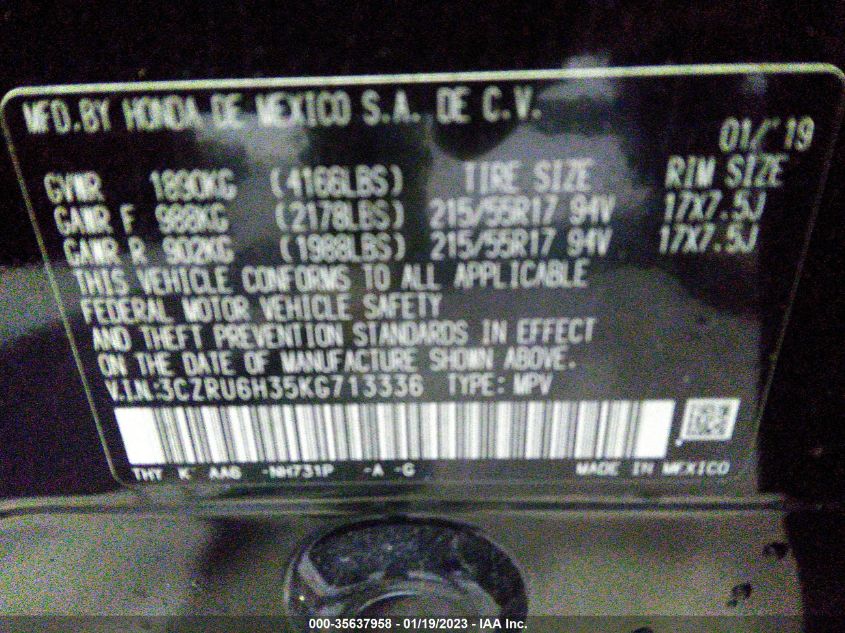 MFD.BY HONDA DE MEXICO S.A. DE C.V.
01/ 19
GVWR 1890KG (4166LBS) TIRE SIZE RIM SIZE
GAWR F 988KG (2178LBS) 215/55R17 94V 17X7.5J
GAWR R 902KG (1988LBS) 215/55R17 94V 17X7.5J
THIS VEHICLE CONFORMS TO ALL APPLICABLE
FEDERAL MOTOR VEHICLE SAFETY
AND THEFT PREVENTION STANDARDS IN EFFECT
ON THE DATE OF MANUFACTURE SHOWN ABOVE.
V.I.N:3CZRU6H35KG713336 TYPE: MPV
THY K AA6 -NH731P -A -G MADE IN MEXICO
000-35637958 - 01/19/2023 - IAA Inc.